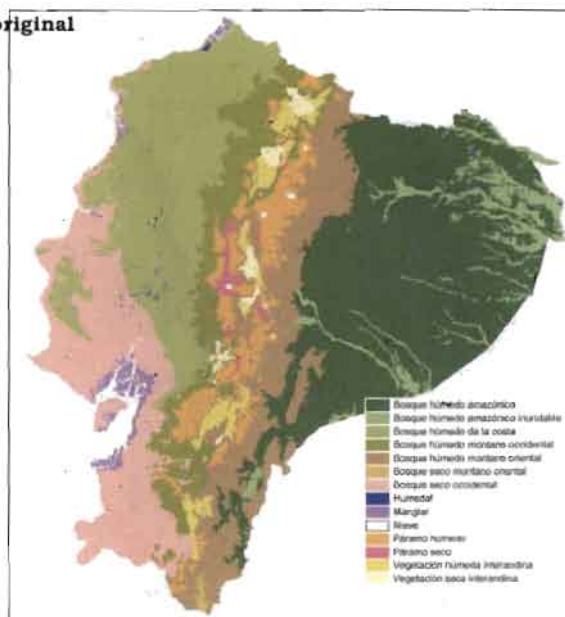 original
Bosque húmedo amazónico
Bosque húmedo amazónico inundable
Bosque húmedo de la costa
Bosque húmedo montano occidental
Bosque húmedo montano oriental
Bosque seco montano oriental
Bosque seco occidental
Humedal
Manglar
Nieve
Páramo húmedo
Páramo seco
Vegetación húmeda interandina
Vegetación seca interandina